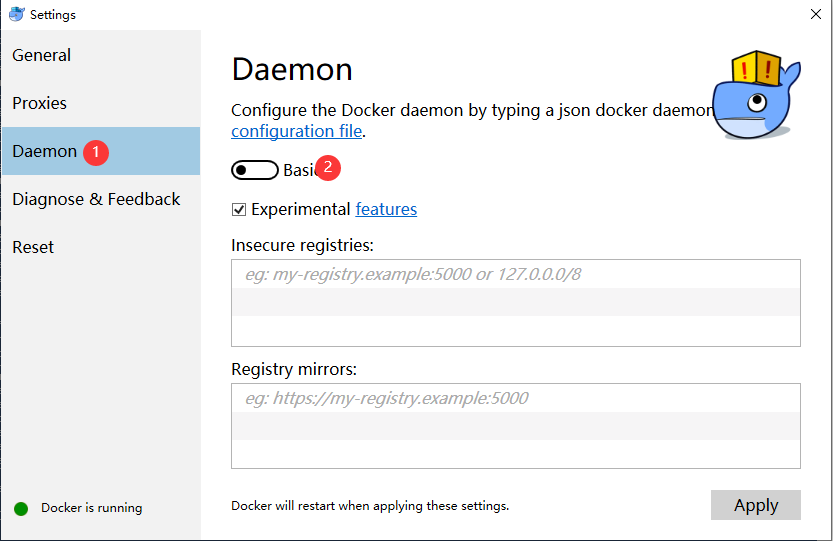 Settings
General
Proxies
Daemon 1
Diagnose & Feedback
Reset
Docker is running
Daemon
Configure the Docker daemon by typing a json docker daemon
configuration file.
Basic 2
Experimental features
Insecure registries:
eg: my-registry.example:5000 or 127.0.0.0/8
Registry mirrors:
eg: https://my-registry.example:5000
Docker will restart when applying these settings.
Apply
! !